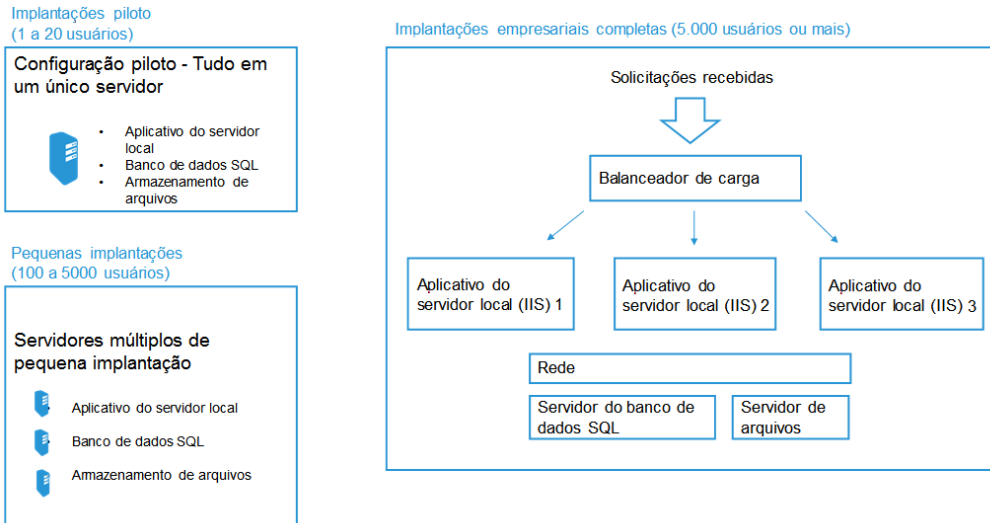 Implantações piloto
(1 a 20 usuários)
Configuração piloto - Tudo em
um único servidor
• Aplicativo do servidor
local
• Banco de dados SQL
• Armazenamento de
arquivos
Pequenas implantações
(100 a 5000 usuários)
Servidores múltiplos de
pequena implantação
Aplicativo do servidor local
Banco de dados SQL
Armazenamento de arquivos
Implantações empresariais completas (5.000 usuários ou mais)
Solicitações recebidas
Balanceador de carga
Aplicativo do
servidor local (IIS) 1
Aplicativo do
servidor local (IIS) 2
Aplicativo do
servidor local (IIS) 3
Rede
Servidor do banco de
dados SQL
Servidor de
arquivos